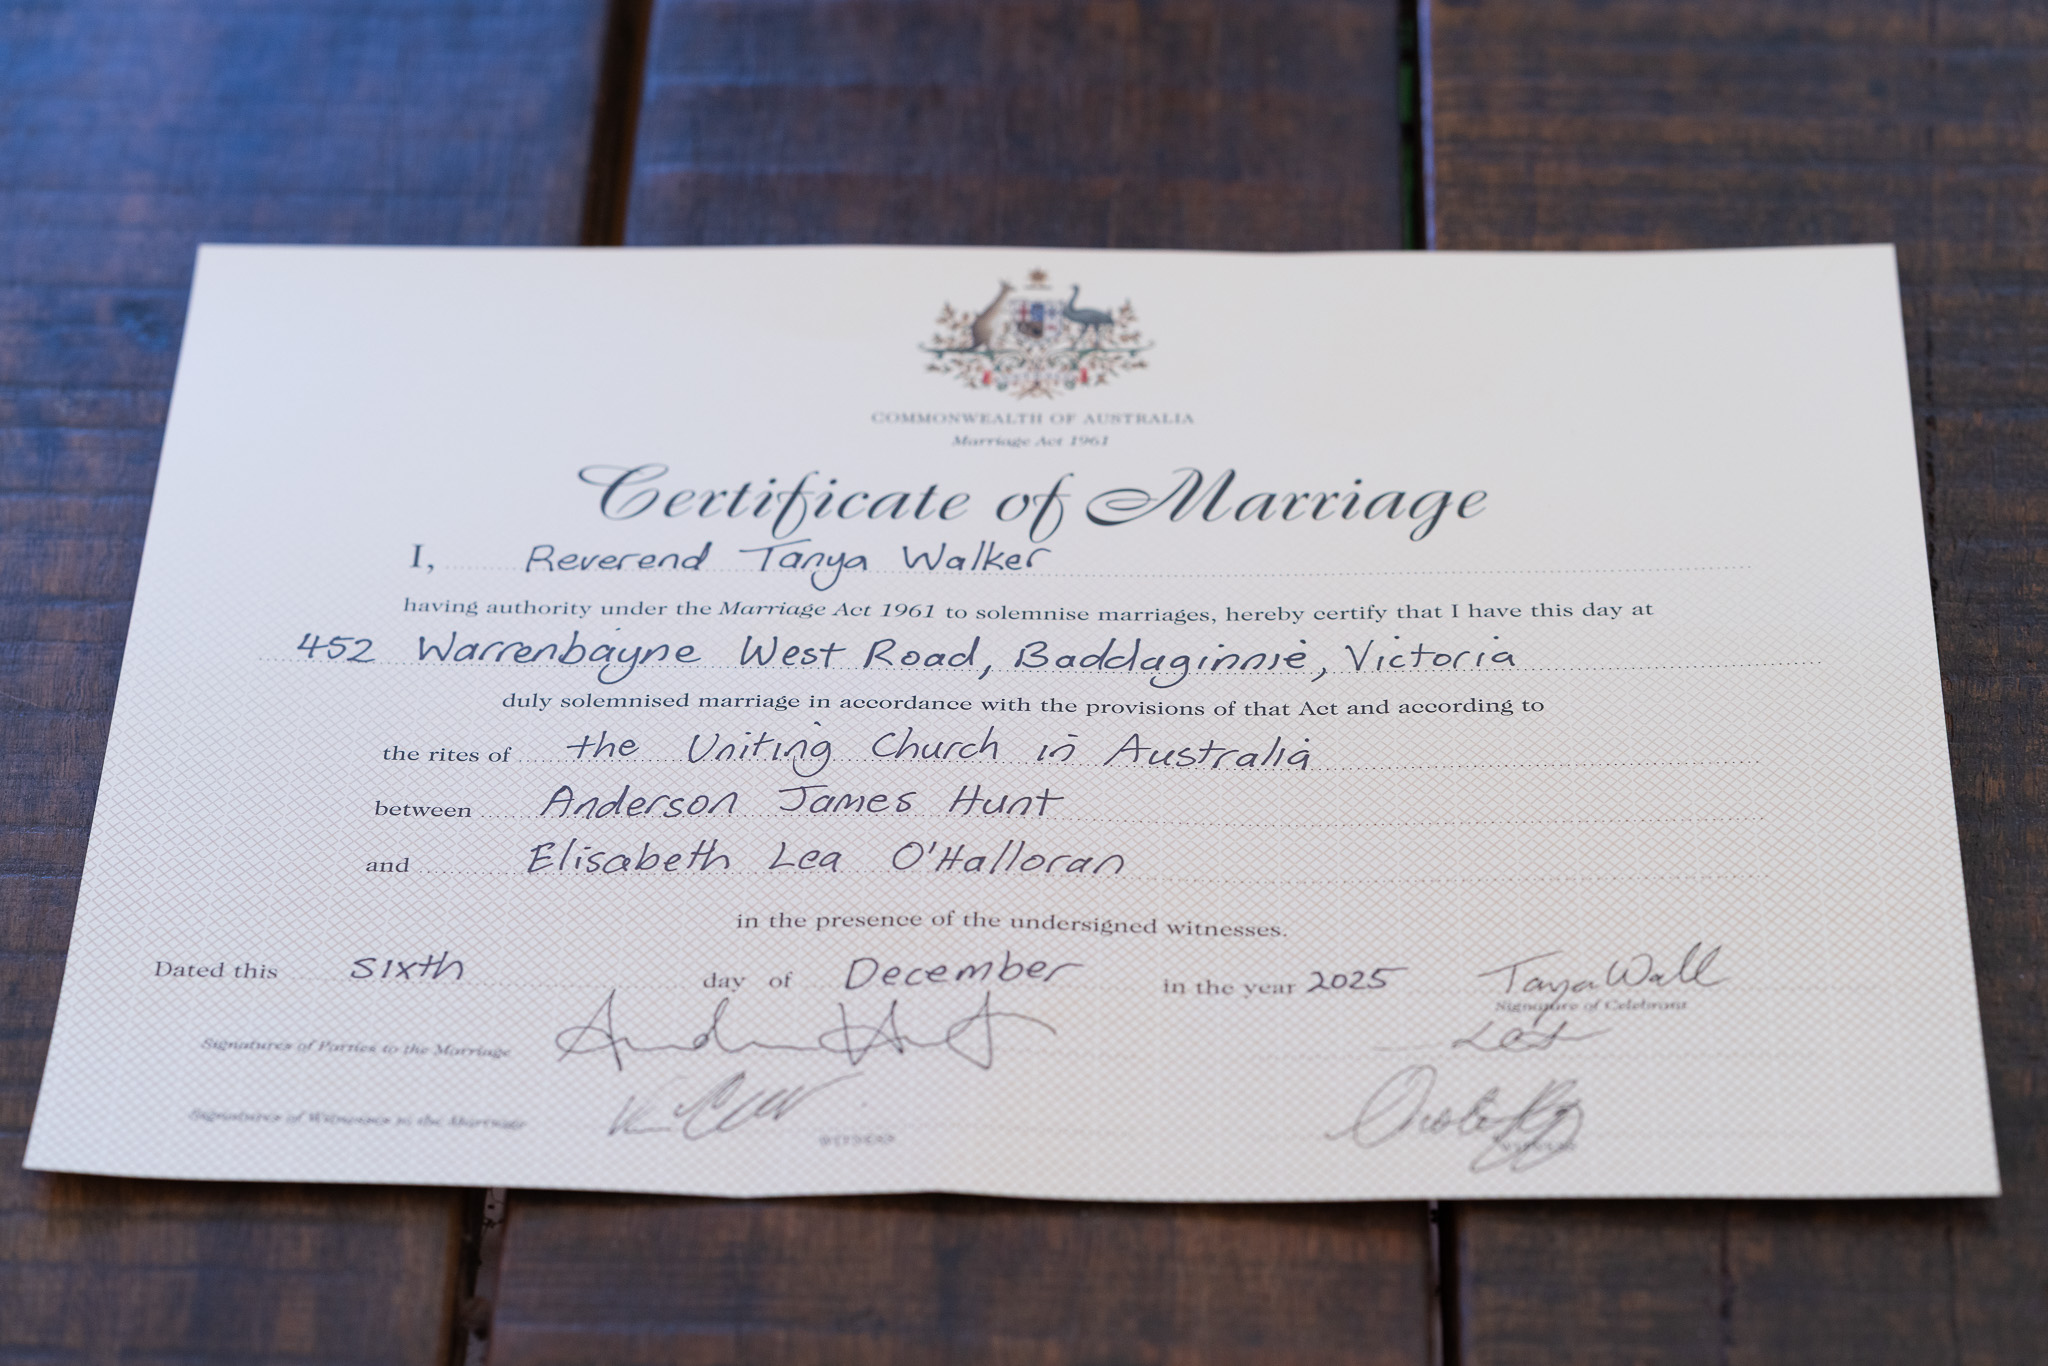 COMMONWEALTH OF AUSTRALIA
Marriage Act 1961
Certificate of Marriage
I, Reverend Tanya Walker
having authority under the Marriage Act 1961 to solemnise marriages, hereby certify that I have this day at
452 Warrenbayne West Road, Baddaginnie, Victoria
duly solemnised marriage in accordance with the provisions of that Act and according to
the rites of the Uniting Church in Australia
between Anderson James Hunt
and Elisabeth Lea O'Halloran
in the presence of the undersigned witnesses.
Dated this sixth day of December in the year 2025 Tanya Wall
Signature of Celebrant
Signatures of Parties to the Marriage
Signatures of Witnesses to the Marriage
WITNESS WITNESS